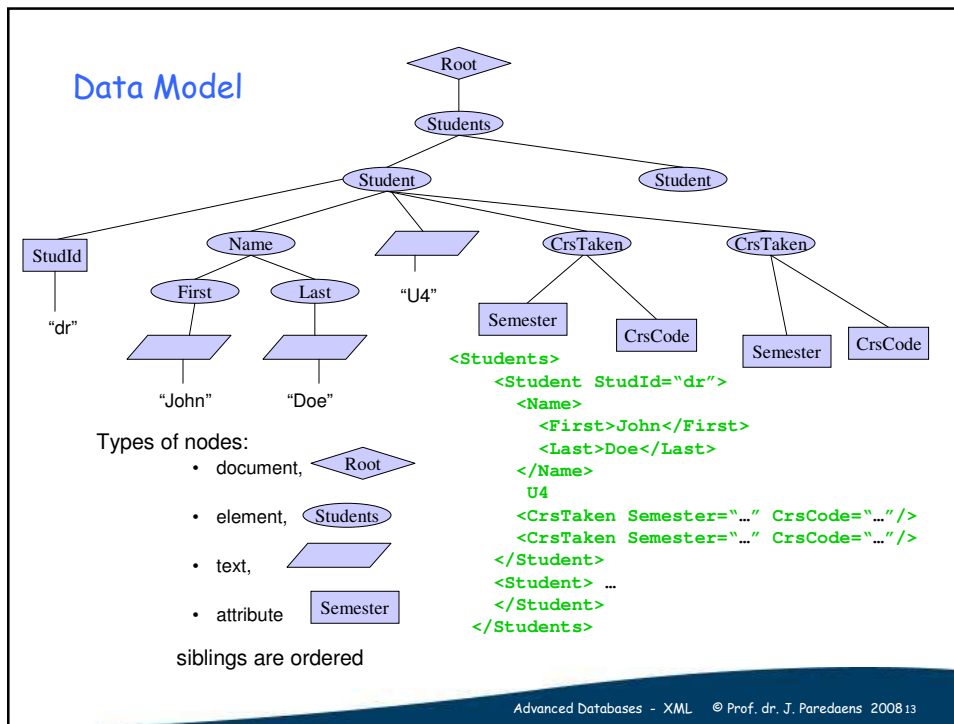 Data Model
Root
Students
Student
Student
StudId
Name
CrsTaken
CrsTaken
First
Last
“U4”
“dr”
Semester
CrsCode
Semester
CrsCode
“John”
“Doe”
<Students>
<Student StudId=“dr”>
<Name>
<First>John</First>
<Last>Doe</Last>
</Name>
U4
<CrsTaken Semester=“…” CrsCode=“…”/>
<CrsTaken Semester=“…” CrsCode=“…”/>
</Student>
<Student> …
</Student>
</Students>
Types of nodes:
• document, Root
• element, Students
• text,
• attribute Semester
siblings are ordered
Advanced Databases - XML © Prof. dr. J. Paredaens 2008 13